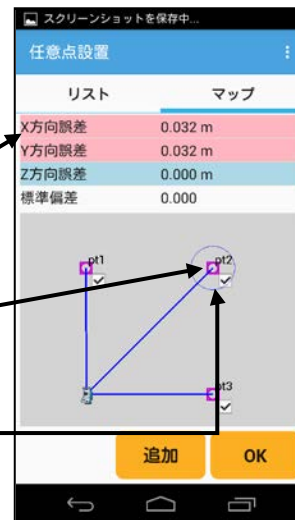 スクリーンショットを保存中...
任意点設置
リスト マップ
X方向誤差 0.032 m
Y方向誤差 0.032 m
Z方向誤差 0.000 m
標準偏差 0.000
pt1 pt2
pt3
追加 OK